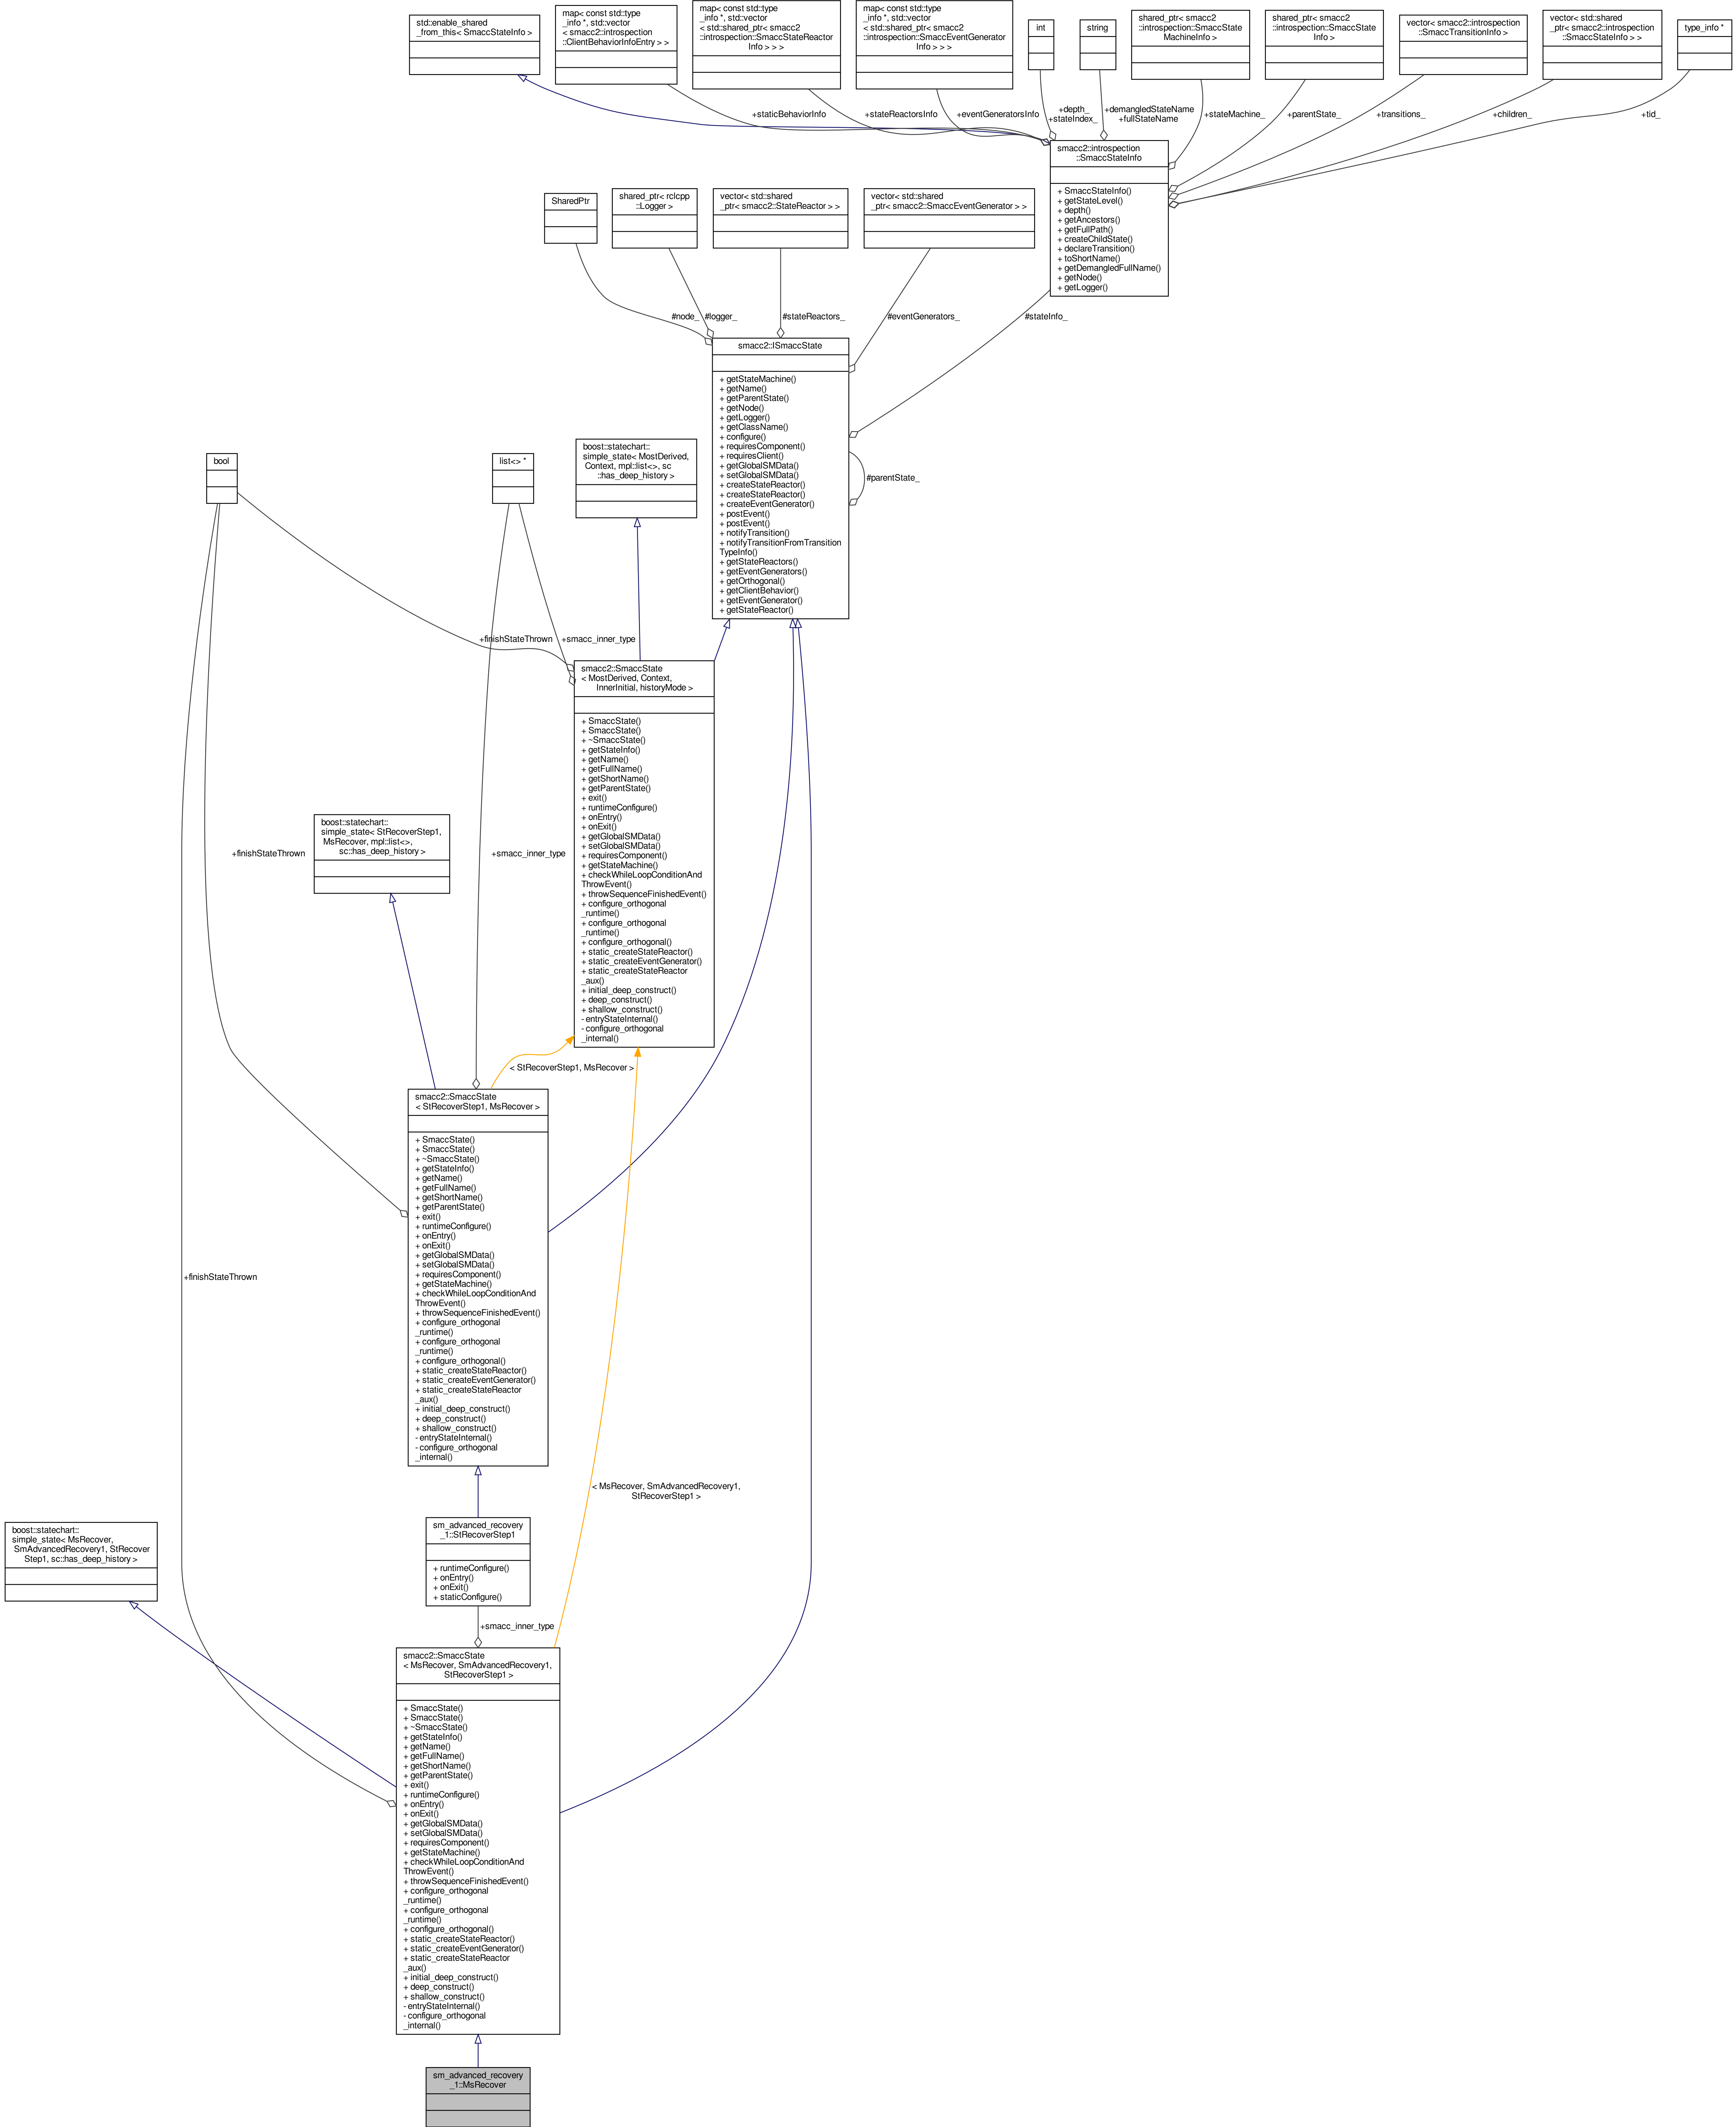 std::enable_shared
_from_this< SmaccStateInfo >
map< const std::type
_info *, std::vector
< smacc2::introspection
::ClientBehaviorInfoEntry > >
map< const std::type
_info *, std::vector
< std::shared_ptr< smacc2
::introspection::SmaccStateReactor
Info > > >
map< const std::type
_info *, std::vector
< std::shared_ptr< smacc2
::introspection::SmaccEventGenerator
Info > > >
int
string
shared_ptr< smacc2
::introspection::SmaccState
MachineInfo >
shared_ptr< smacc2
::introspection::SmaccState
Info >
vector< smacc2::introspection
::SmaccTransitionInfo >
vector< std::shared
_ptr< smacc2::introspection
::SmaccStateInfo > >
type_info *
+staticBehaviorInfo
+stateReactorsInfo
+eventGeneratorsInfo
+depth_
+stateIndex_
+demangledStateName
+fullStateName
+stateMachine_
+parentState_
+transitions_
+children_
+tid_
smacc2::introspection
::SmaccStateInfo
+ SmaccStateInfo()
+ getStateLevel()
+ depth()
+ getAncestors()
+ getFullPath()
+ createChildState()
+ declareTransition()
+ toShortName()
+ getDemangledFullName()
+ getNode()
+ getLogger()
SharedPtr
shared_ptr< rclcpp
::Logger >
vector< std::shared
_ptr< smacc2::StateReactor > >
vector< std::shared
_ptr< smacc2::SmaccEventGenerator > >
#node_
#logger_
#stateReactors_
#eventGenerators_
#stateInfo_
smacc2::ISmaccState
+ getStateMachine()
+ getName()
+ getParentState()
+ getNode()
+ getLogger()
+ getClassName()
+ configure()
+ requiresComponent()
+ requiresClient()
+ getGlobalSMData()
+ setGlobalSMData()
+ createStateReactor()
+ createStateReactor()
+ createEventGenerator()
+ postEvent()
+ postEvent()
+ notifyTransition()
+ notifyTransitionFromTransition
TypeInfo()
+ getStateReactors()
+ getEventGenerators()
+ getOrthogonal()
+ getClientBehavior()
+ getEventGenerator()
+ getStateReactor()
#parentState_
bool
list<> *
boost::statechart::
simple_state< MostDerived,
Context, mpl::list<>, sc
::has_deep_history >
+finishStateThrown
+smacc_inner_type
smacc2::SmaccState
< MostDerived, Context,
InnerInitial, historyMode >
+ SmaccState()
+ SmaccState()
+ ~SmaccState()
+ getStateInfo()
+ getName()
+ getFullName()
+ getShortName()
+ getParentState()
+ exit()
+ runtimeConfigure()
+ onEntry()
+ onExit()
+ getGlobalSMData()
+ setGlobalSMData()
+ requiresComponent()
+ getStateMachine()
+ checkWhileLoopConditionAnd
ThrowEvent()
+ throwSequenceFinishedEvent()
+ configure_orthogonal
_runtime()
+ configure_orthogonal
_runtime()
+ configure_orthogonal()
+ static_createStateReactor()
+ static_createEventGenerator()
+ static_createStateReactor
_aux()
+ initial_deep_construct()
+ deep_construct()
+ shallow_construct()
- entryStateInternal()
- configure_orthogonal
_internal()
boost::statechart::
simple_state< StRecoverStep1,
MsRecover, mpl::list<>,
sc::has_deep_history >
+finishStateThrown
+smacc_inner_type
< StRecoverStep1, MsRecover >
smacc2::SmaccState
< StRecoverStep1, MsRecover >
+ SmaccState()
+ SmaccState()
+ ~SmaccState()
+ getStateInfo()
+ getName()
+ getFullName()
+ getShortName()
+ getParentState()
+ exit()
+ runtimeConfigure()
+ onEntry()
+ onExit()
+ getGlobalSMData()
+ setGlobalSMData()
+ requiresComponent()
+ getStateMachine()
+ checkWhileLoopConditionAnd
ThrowEvent()
+ throwSequenceFinishedEvent()
+ configure_orthogonal
_runtime()
+ configure_orthogonal
_runtime()
+ configure_orthogonal()
+ static_createStateReactor()
+ static_createEventGenerator()
+ static_createStateReactor
_aux()
+ initial_deep_construct()
+ deep_construct()
+ shallow_construct()
- entryStateInternal()
- configure_orthogonal
_internal()
+finishStateThrown
< MsRecover, SmAdvancedRecovery1,
StRecoverStep1 >
boost::statechart::
simple_state< MsRecover,
SmAdvancedRecovery1, StRecover
Step1, sc::has_deep_history >
sm_advanced_recovery
_1::StRecoverStep1
+ runtimeConfigure()
+ onEntry()
+ onExit()
+ staticConfigure()
+smacc_inner_type
smacc2::SmaccState
< MsRecover, SmAdvancedRecovery1,
StRecoverStep1 >
+ SmaccState()
+ SmaccState()
+ ~SmaccState()
+ getStateInfo()
+ getName()
+ getFullName()
+ getShortName()
+ getParentState()
+ exit()
+ runtimeConfigure()
+ onEntry()
+ onExit()
+ getGlobalSMData()
+ setGlobalSMData()
+ requiresComponent()
+ getStateMachine()
+ checkWhileLoopConditionAnd
ThrowEvent()
+ throwSequenceFinishedEvent()
+ configure_orthogonal
_runtime()
+ configure_orthogonal
_runtime()
+ configure_orthogonal()
+ static_createStateReactor()
+ static_createEventGenerator()
+ static_createStateReactor
_aux()
+ initial_deep_construct()
+ deep_construct()
+ shallow_construct()
- entryStateInternal()
- configure_orthogonal
_internal()
sm_advanced_recovery
_1::MsRecover